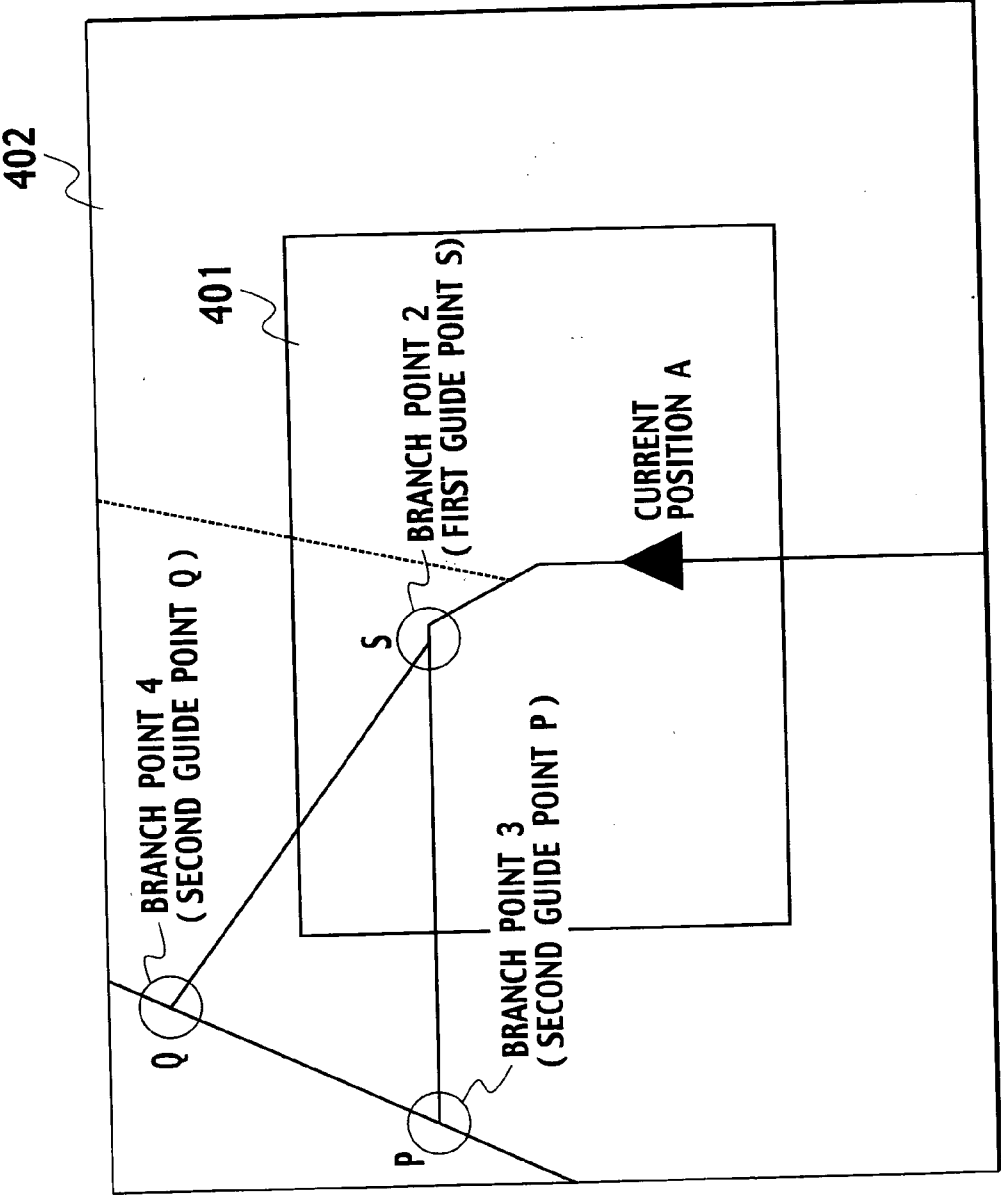 402
401
BRANCH POINT 4
(SECOND GUIDE POINT Q)
Q
BRANCH POINT 2
(FIRST GUIDE POINT S)
S
BRANCH POINT 3
(SECOND GUIDE POINT P)
P
CURRENT
POSITION A